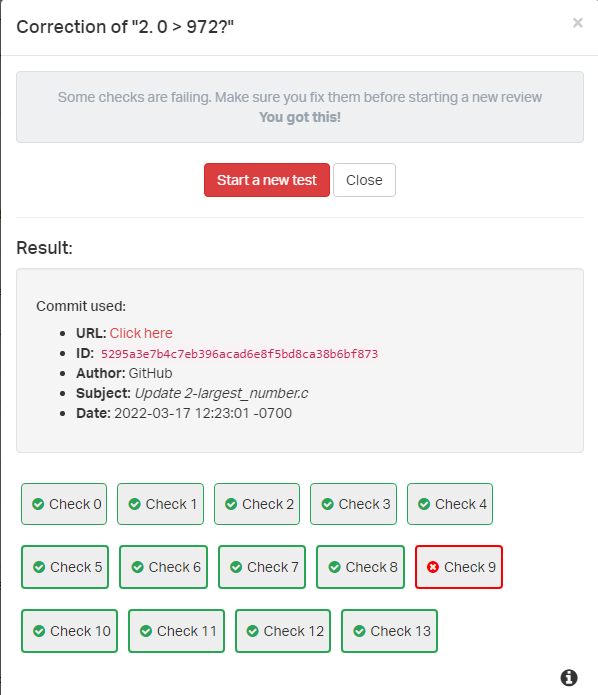 Correction of "2. 0 > 972?"
×
Some checks are failing. Make sure you fix them before starting a new review
You got this!
Start a new test Close
Result:
Commit used:
• URL: Click here
• ID: 5295a3e7b4c7eb396acad6e8f5bd8ca38b6bf873
• Author: GitHub
• Subject: Update 2-largest_number.c
• Date: 2022-03-17 12:23:01 -0700
Check 0 Check 1 Check 2 Check 3 Check 4
Check 5 Check 6 Check 7 Check 8 Check 9
Check 10 Check 11 Check 12 Check 13